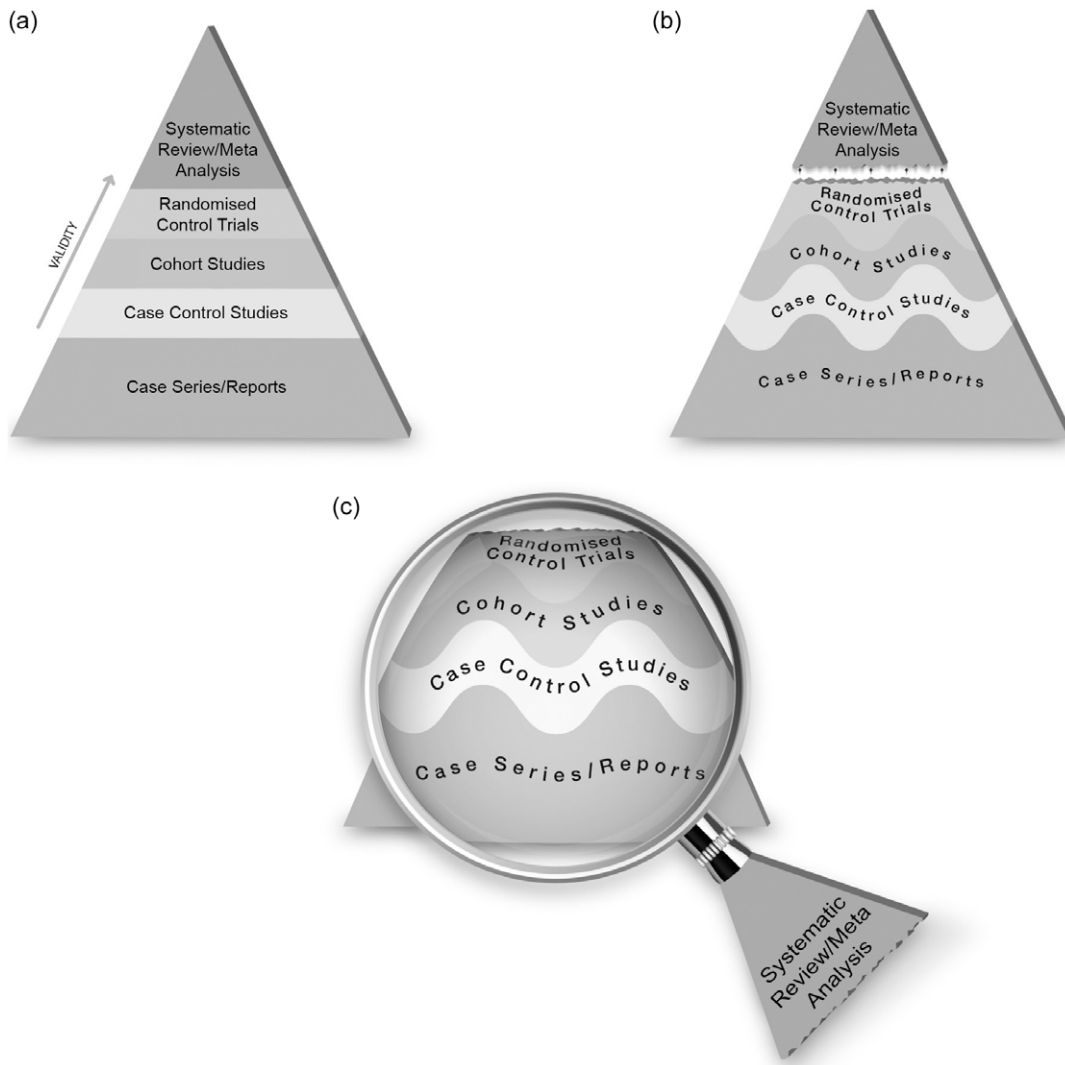 (a)
Systematic
Review/Meta
Analysis
Randomised
Control Trials
Cohort Studies
Case Control Studies
Case Series/Reports
VALIDITY
(b)
Systematic
Review/Meta
Analysis
Randomised
Control Trials
Cohort Studies
Case Control Studies
Case Series/Reports
(c)
Randomised
Control Trials
Cohort Studies
Case Control Studies
Case Series/Reports
Systematic
Review/Meta
Analysis